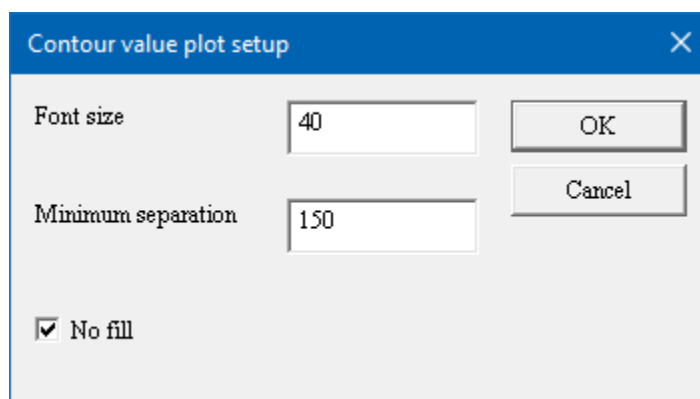 Contour value plot setup
Font size
40
OK
Minimum separation
150
Cancel
No fill